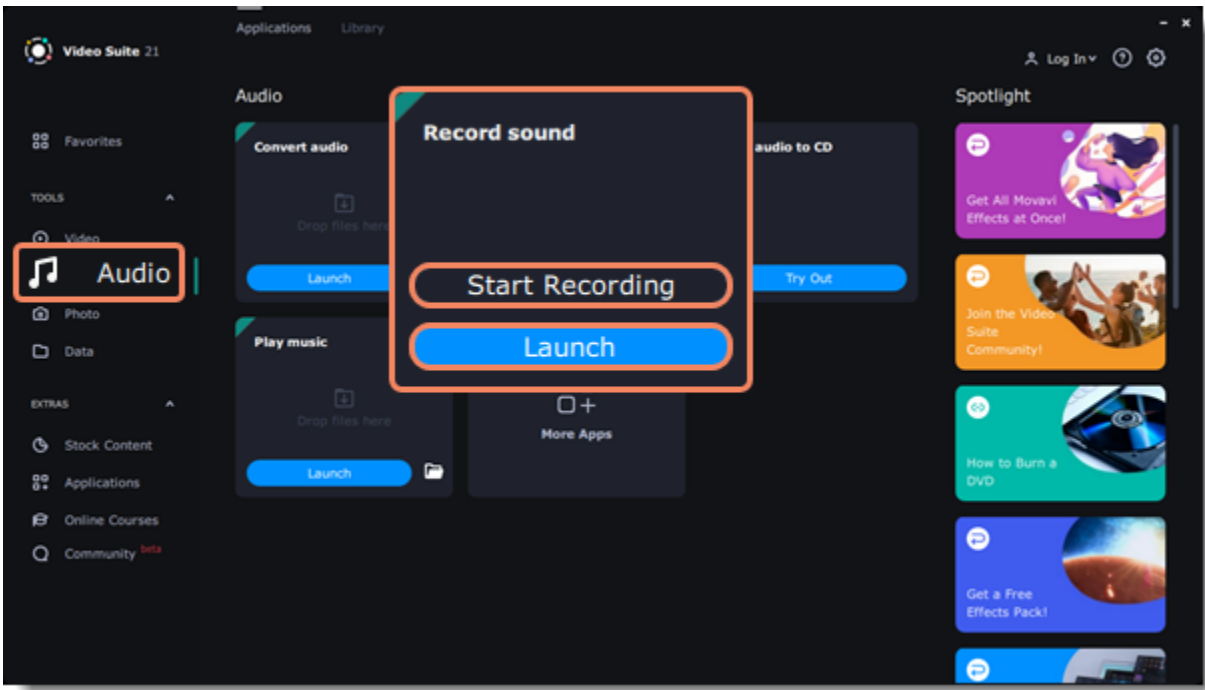 Applications Library
Video Suite 21
Log In
Audio
Spotlight
Favorites
TOOLS
Video
Audio
Photo
Data
EXTRAS
Stock Content
Applications
Online Courses
Community beta
Convert audio
Drop files here
Launch
Record sound
Start Recording
Launch
audio to CD
Try Out
Play music
Drop files here
Launch
More Apps
Get All Movavi
Effects at Once!
Join the Video
Suite
Community!
How to Burn a
DVD
Get a Free
Effects Pack!